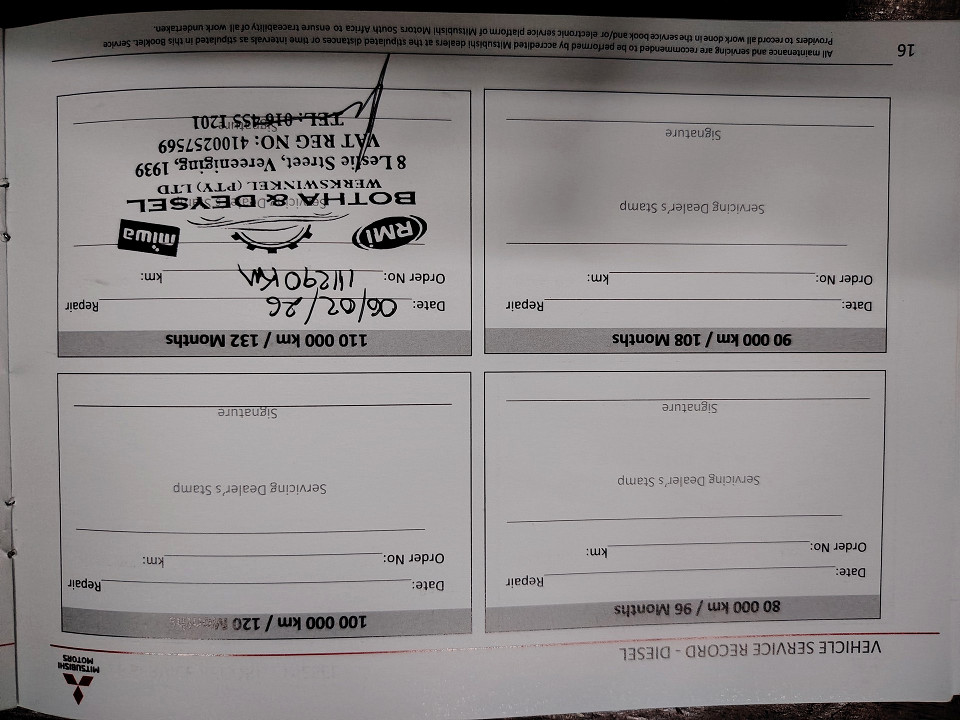 VEHICLE SERVICE RECORD - DIESEL
MITSUBISHI
MOTORS
80 000 km / 96 Months
Date: Repair
Order No: km:
Servicing Dealer's Stamp
Signature
100 000 km / 120 Months
Date: Repair
Order No: km:
Servicing Dealer's Stamp
Signature
90 000 km / 108 Months
Date: Repair
Order No: km:
Servicing Dealer's Stamp
Signature
110 000 km / 132 Months
Date: 06/02/26 Repair
Order No: 111290KM km:
RMi
miwa
Servicing Dealer's Stamp
BOTHA & DEYSEL
WERKSWINKEL (PTY) LTD
8 Leslie Street, Vereeniging, 1939
VAT REG NO: 4100257569
TEL: 016 455 1201
Signature
All maintenance and servicing are recommended to be performed by accredited Mitsubishi dealers at the stipulated distances or time intervals as stipulated in this Booklet. Service
Providers to record all work done in the service book and/or electronic service platform of Mitsubishi Motors South Africa to ensure traceability of all work undertaken.
16